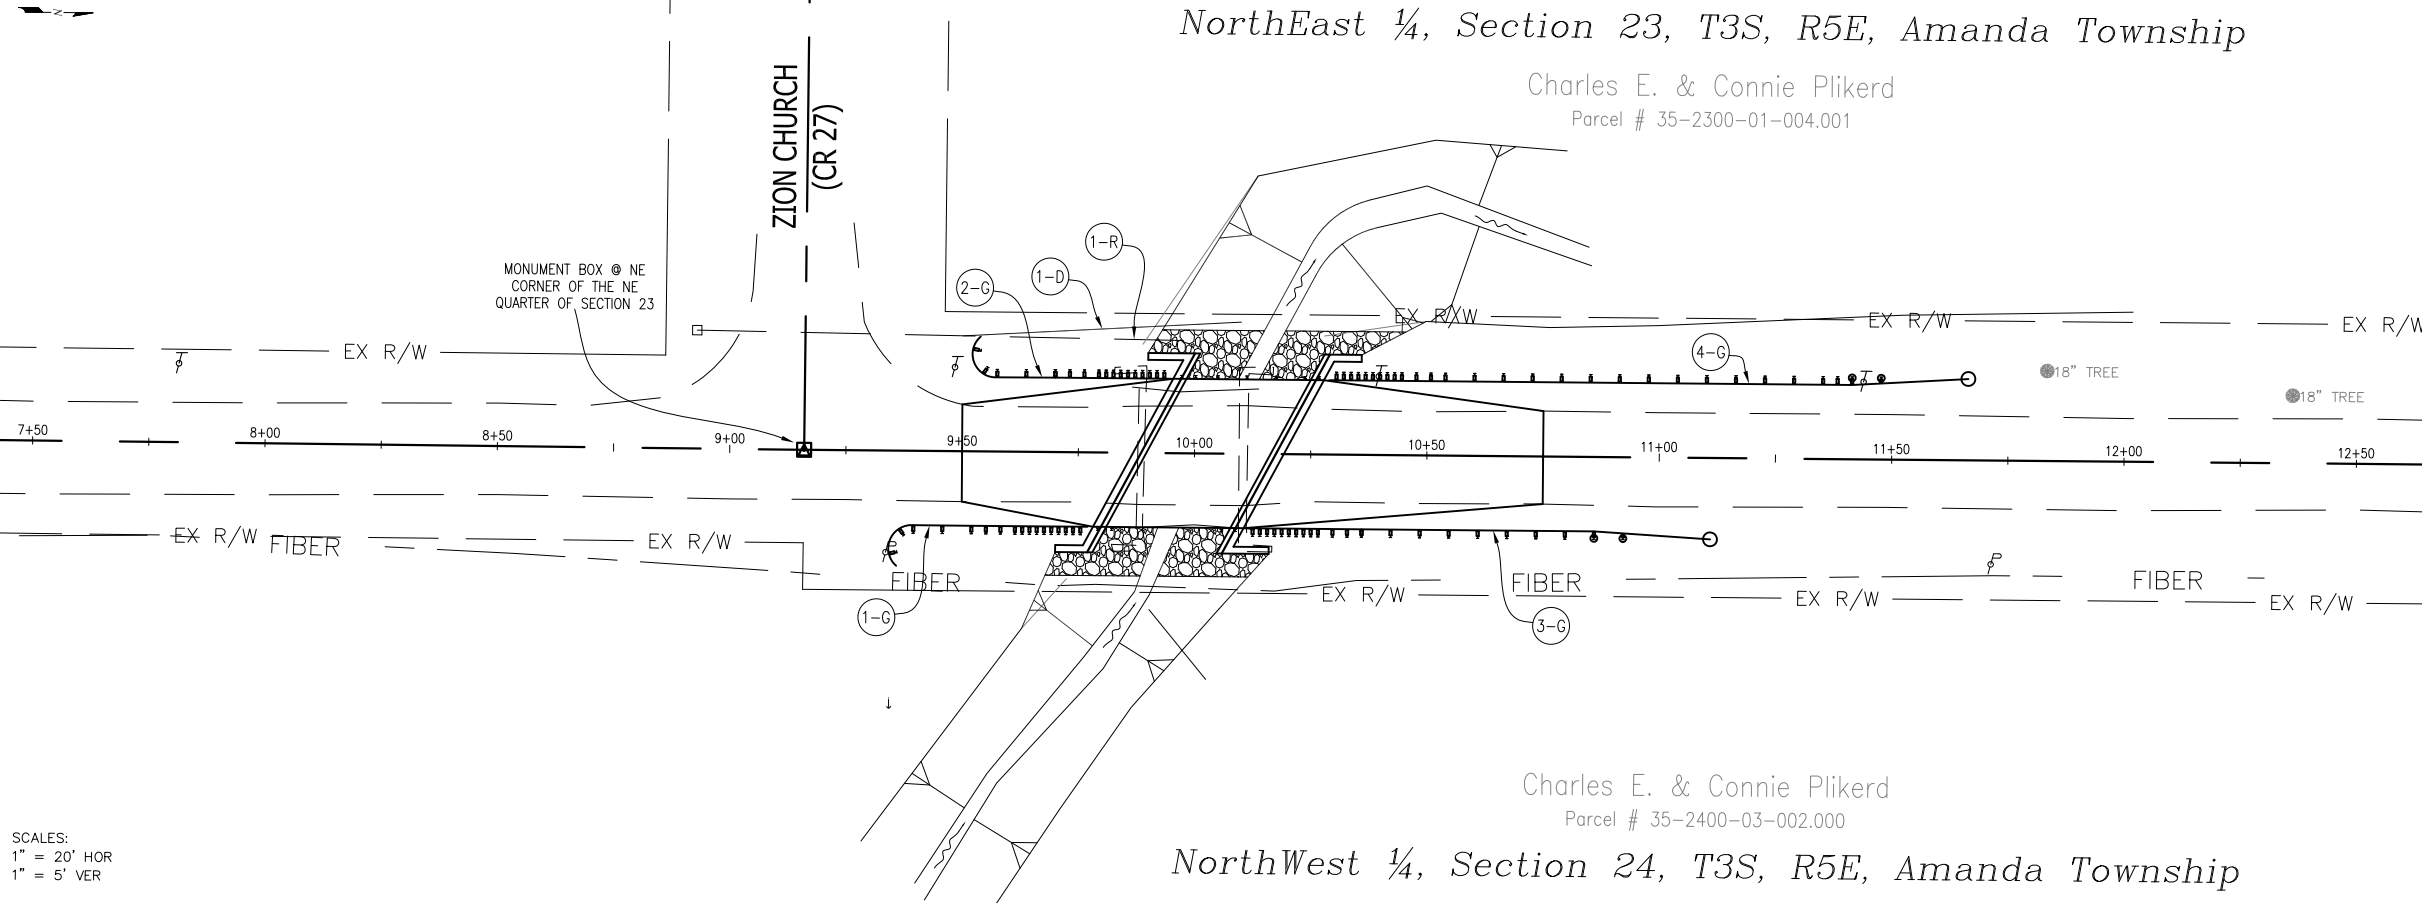 N
NorthEast ¼, Section 23, T3S, R5E, Amanda Township
Charles E. & Connie Plikerd
Parcel # 35-2300-01-004.001
ZION CHURCH
(CR 27)
MONUMENT BOX @ NE
CORNER OF THE NE
QUARTER OF SECTION 23
1-R
1-D
2-G
4-G
EX R/W
EX R/W
EX R/W
EX R/W
T
T
T
T
18" TREE
18" TREE
7+50
8+00
8+50
9+00
9+50
10+00
10+50
11+00
11+50
12+00
12+50
EX R/W
FIBER
EX R/W
P
P
FIBER
EX R/W
FIBER
EX R/W
FIBER
EX R/W
1-G
3-G
Charles E. & Connie Plikerd
Parcel # 35-2400-03-002.000
NorthWest ¼, Section 24, T3S, R5E, Amanda Township
SCALES:
1" = 20' HOR
1" = 5' VER